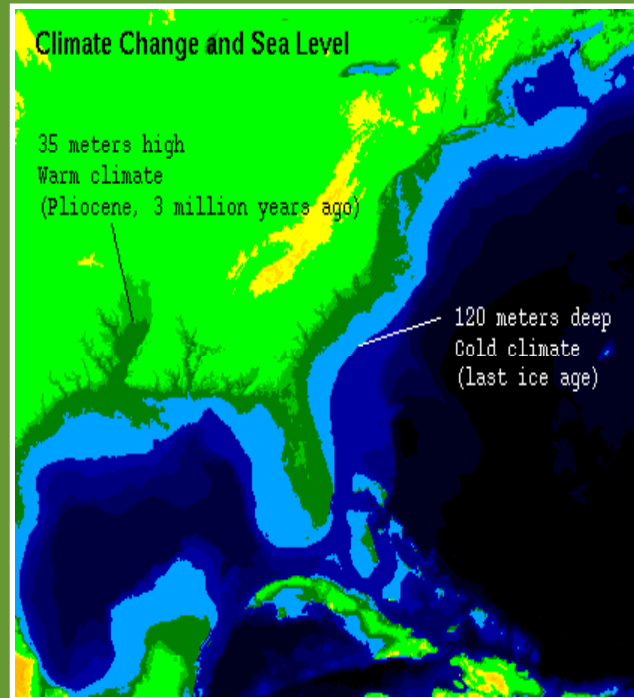 Climate Change and Sea Level
35 meters high
Warm climate
(Pliocene, 3 million years ago)
120 meters deep
Cold climate
(last ice age)